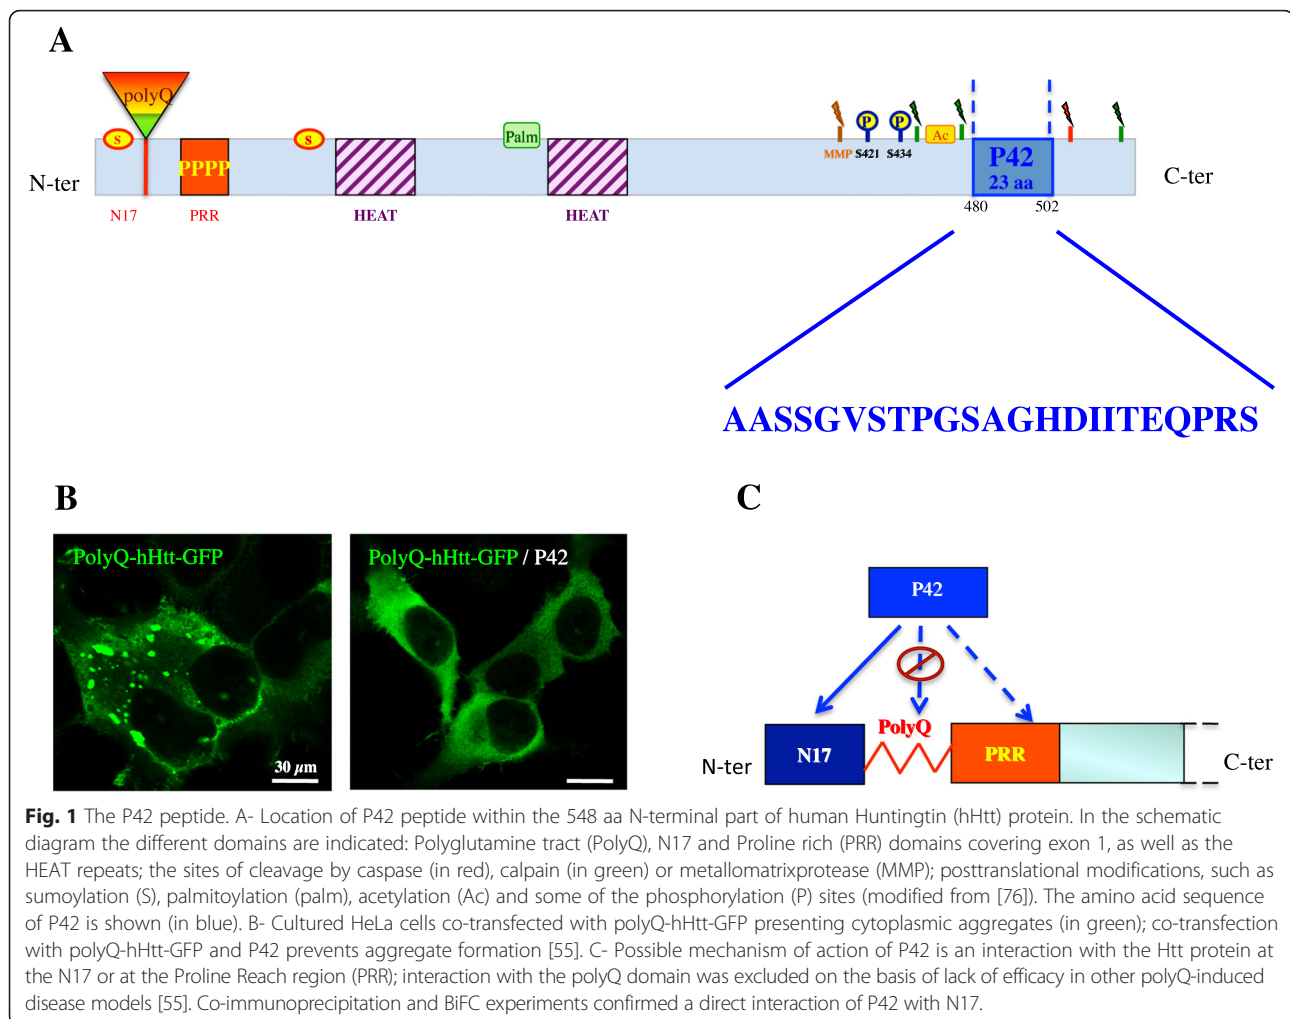 A
polyQ
S
PPPP
S
Palm
MMP
P
S421
P
S434
Ac
P42
23 aa
N-ter
C-ter
N17
PRR
HEAT
HEAT
480
502
AASSGVSTPGSAGHDIITEQPRS
B
PolyQ-hHtt-GFP
30 µm
PolyQ-hHtt-GFP / P42
C
P42
PolyQ
N17
PRR
N-ter
C-ter
Fig. 1 The P42 peptide. A- Location of P42 peptide within the 548 aa N-terminal part of human Huntingtin (hHtt) protein. In the schematic
diagram the different domains are indicated: Polyglutamine tract (PolyQ), N17 and Proline rich (PRR) domains covering exon 1, as well as the
HEAT repeats; the sites of cleavage by caspase (in red), calpain (in green) or metallomatrixprotease (MMP); posttranslational modifications, such as
sumoylation (S), palmitoylation (palm), acetylation (Ac) and some of the phosphorylation (P) sites (modified from [76]). The amino acid sequence
of P42 is shown (in blue). B- Cultured HeLa cells co-transfected with polyQ-hHtt-GFP presenting cytoplasmic aggregates (in green); co-transfection
with polyQ-hHtt-GFP and P42 prevents aggregate formation [55]. C- Possible mechanism of action of P42 is an interaction with the Htt protein at
the N17 or at the Proline Reach region (PRR); interaction with the polyQ domain was excluded on the basis of lack of efficacy in other polyQ-induced
disease models [55]. Co-immunoprecipitation and BiFC experiments confirmed a direct interaction of P42 with N17.